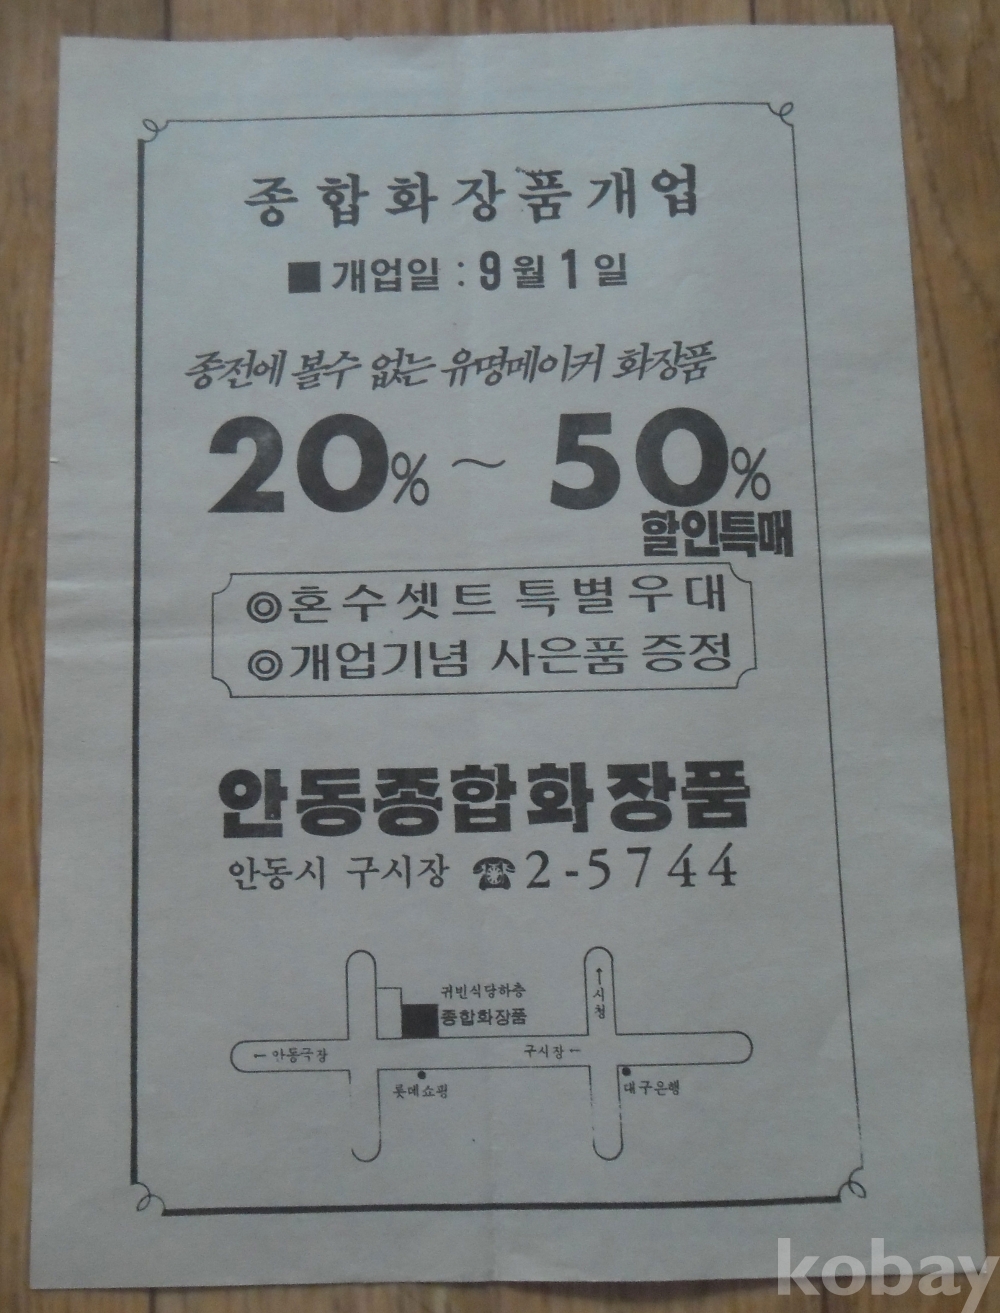 종합화장품개업
■개업일 : 9월 1일
종전에 볼수 없는 유명메이커 화장품
20% ~ 50%
할인특매
◎혼수셋트 특별우대
◎개업기념 사은품 증정
안동종합화장품
안동시 구시장 ☎2-5744
귀빈식당하층
종합화장품
↑시청
←안동극장
구시장←
롯데쇼핑
대구은행
kobay